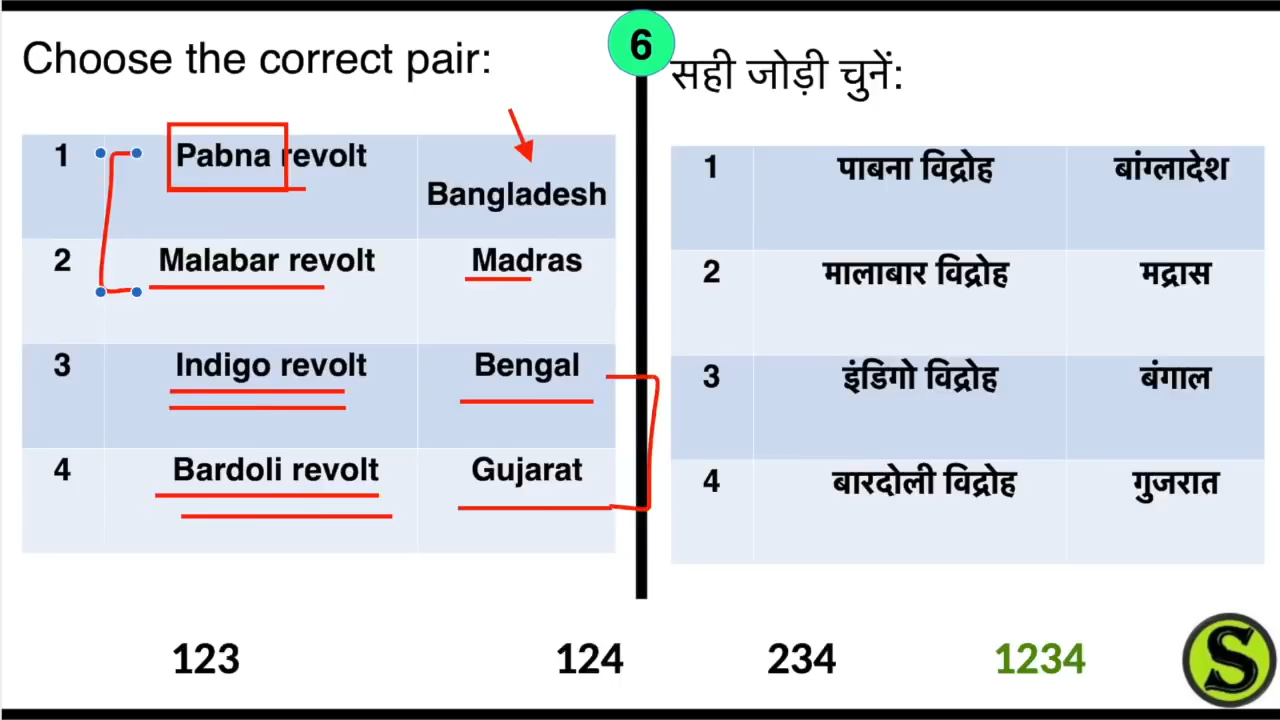 6
Choose the correct pair:
1 Pabna revolt Bangladesh
2 Malabar revolt Madras
3 Indigo revolt Bengal
4 Bardoli revolt Gujarat
सही जोड़ी चुनें:
1 पाबना विद्रोह बांग्लादेश
2 मालाबार विद्रोह मद्रास
3 इंडिगो विद्रोह बंगाल
4 बारदोली विद्रोह गुजरात
123 124 234 1234
S